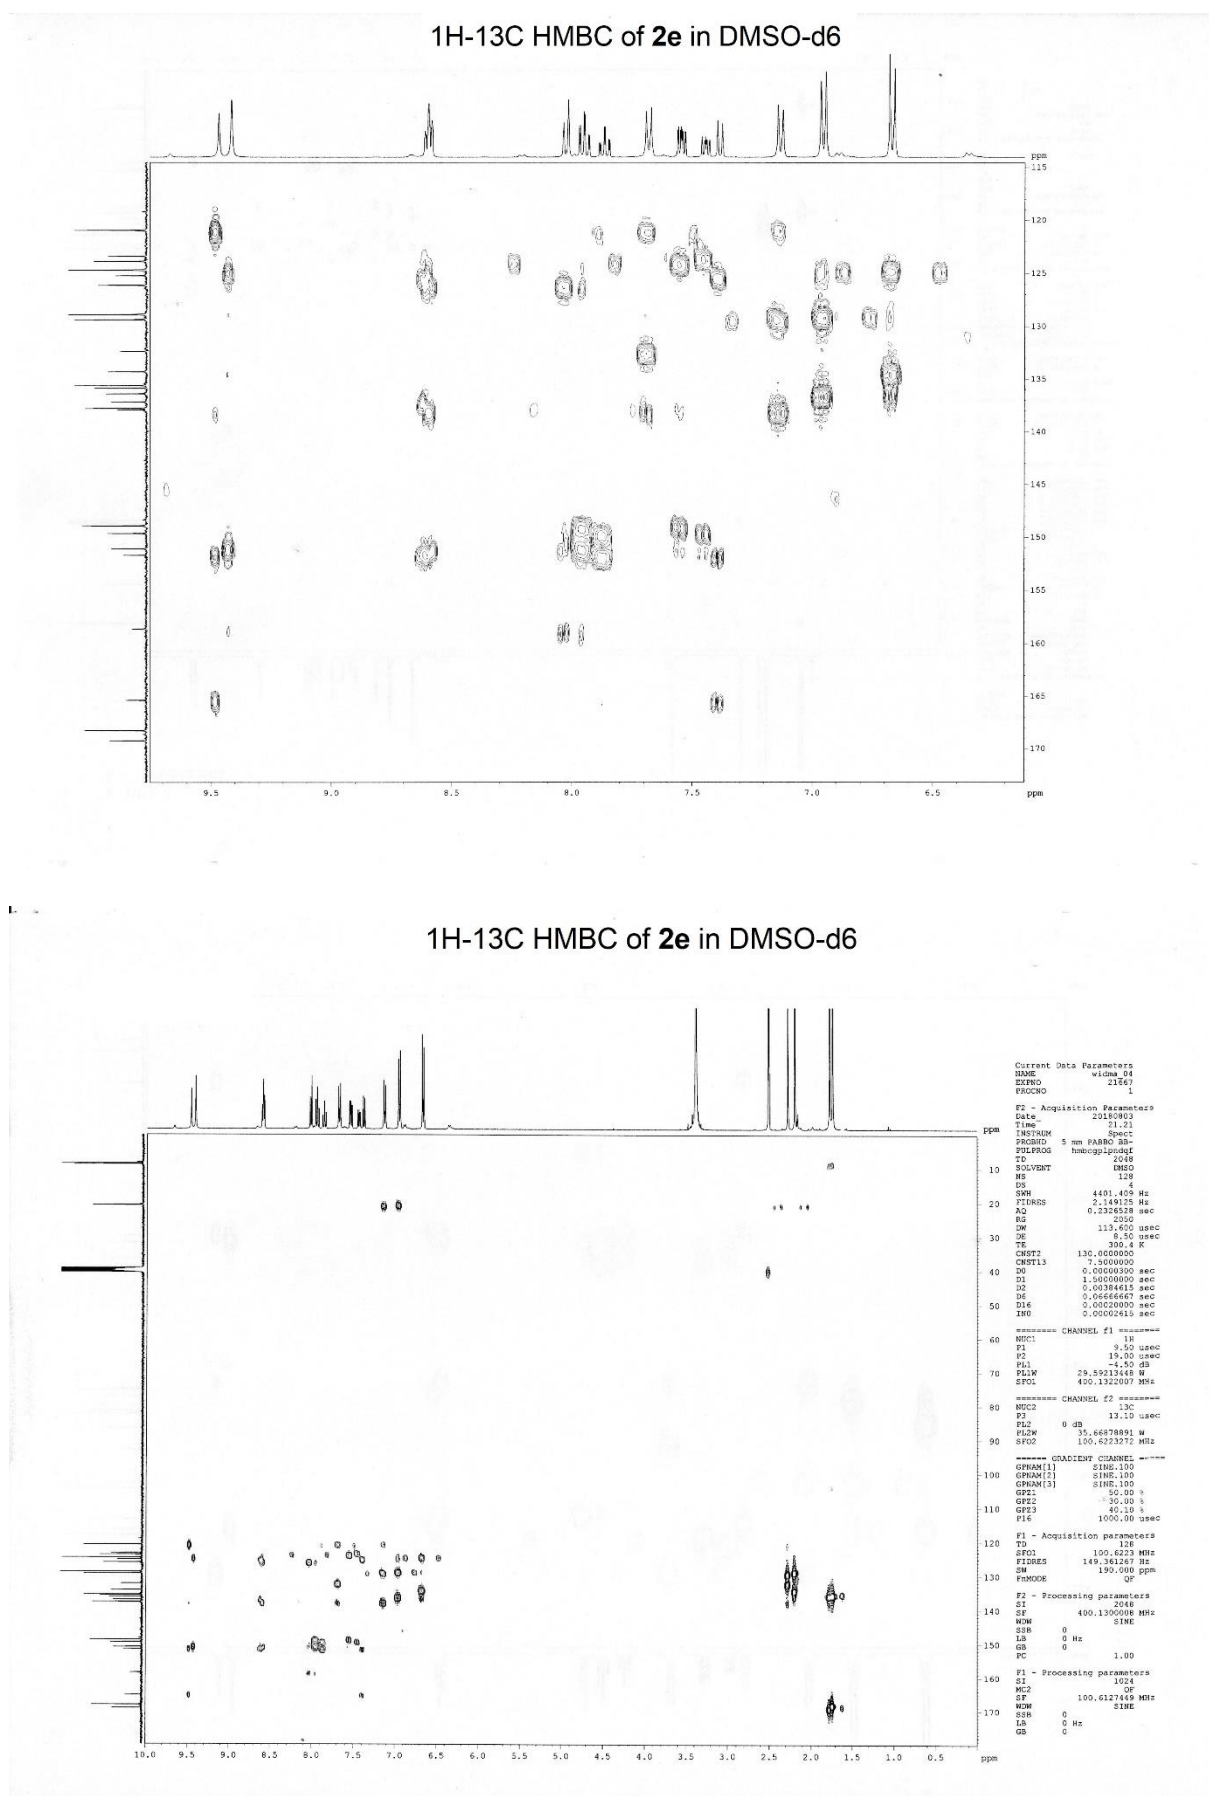 1H-13C HMBC of 2e in DMSO-d6
ppm
115
120
125
130
135
140
145
150
155
160
165
170
9.5 9.0 8.5 8.0 7.5 7.0 6.5 ppm
1H-13C HMBC of 2e in DMSO-d6
ppm
10
20
30
40
50
60
70
80
90
100
110
120
130
140
150
160
170
10.0 9.5 9.0 8.5 8.0 7.5 7.0 6.5 6.0 5.5 5.0 4.5 4.0 3.5 3.0 2.5 2.0 1.5 1.0 0.5 ppm
Current Data Parameters
NAME widma_04
EXPNO 21667
PROCNO 1
F2 - Acquisition Parameters
Date_ 20180803
Time 21.21
INSTRUM Spect
PROBHD 5 mm PABBO BB-
PULPROG hmbcgplpndqf
TD 2048
SOLVENT DMSO
NS 128
DS 4
SWH 4401.409 Hz
FIDRES 2.149125 Hz
AQ 0.2326528 sec
RG 2050
DW 113.600 usec
DE 8.50 usec
TE 300.4 K
CNST2 130.0000000
CNST13 7.5000000
D0 0.00000300 sec
D1 1.50000000 sec
D2 0.00384615 sec
D6 0.06666667 sec
D16 0.00020000 sec
IN0 0.00002615 sec
======== CHANNEL f1 ========
NUC1 1H
P1 9.50 usec
P2 19.00 usec
PL1 -4.50 dB
PL1W 29.59213448 W
SFO1 400.1322007 MHz
======== CHANNEL f2 ========
NUC2 13C
P3 13.10 usec
PL2 0 dB
PL2W 35.66878891 W
SFO2 100.6223272 MHz
====== GRADIENT CHANNEL =====
GPNAM[1] SINE.100
GPNAM[2] SINE.100
GPNAM[3] SINE.100
GPZ1 50.00 %
GPZ2 30.00 %
GPZ3 40.10 %
P16 1000.00 usec
F1 - Acquisition parameters
TD 128
SFO1 100.6223 MHz
FIDRES 149.361267 Hz
SW 190.000 ppm
FnMODE QF
F2 - Processing parameters
SI 2048
SF 400.1300008 MHz
WDW SINE
SSB 0
LB 0 Hz
GB 0
PC 1.00
F1 - Processing parameters
SI 1024
MC2 QF
SF 100.6127449 MHz
WDW SINE
SSB 0
LB 0 Hz
GB 0